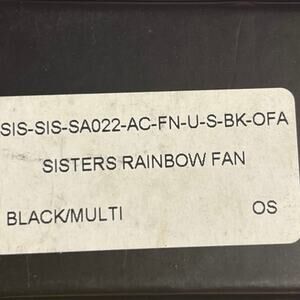 SIS-SIS-SA022-AC-FN-U-S-BK-OFA
SISTERS RAINBOW FAN
BLACK/MULTI OS